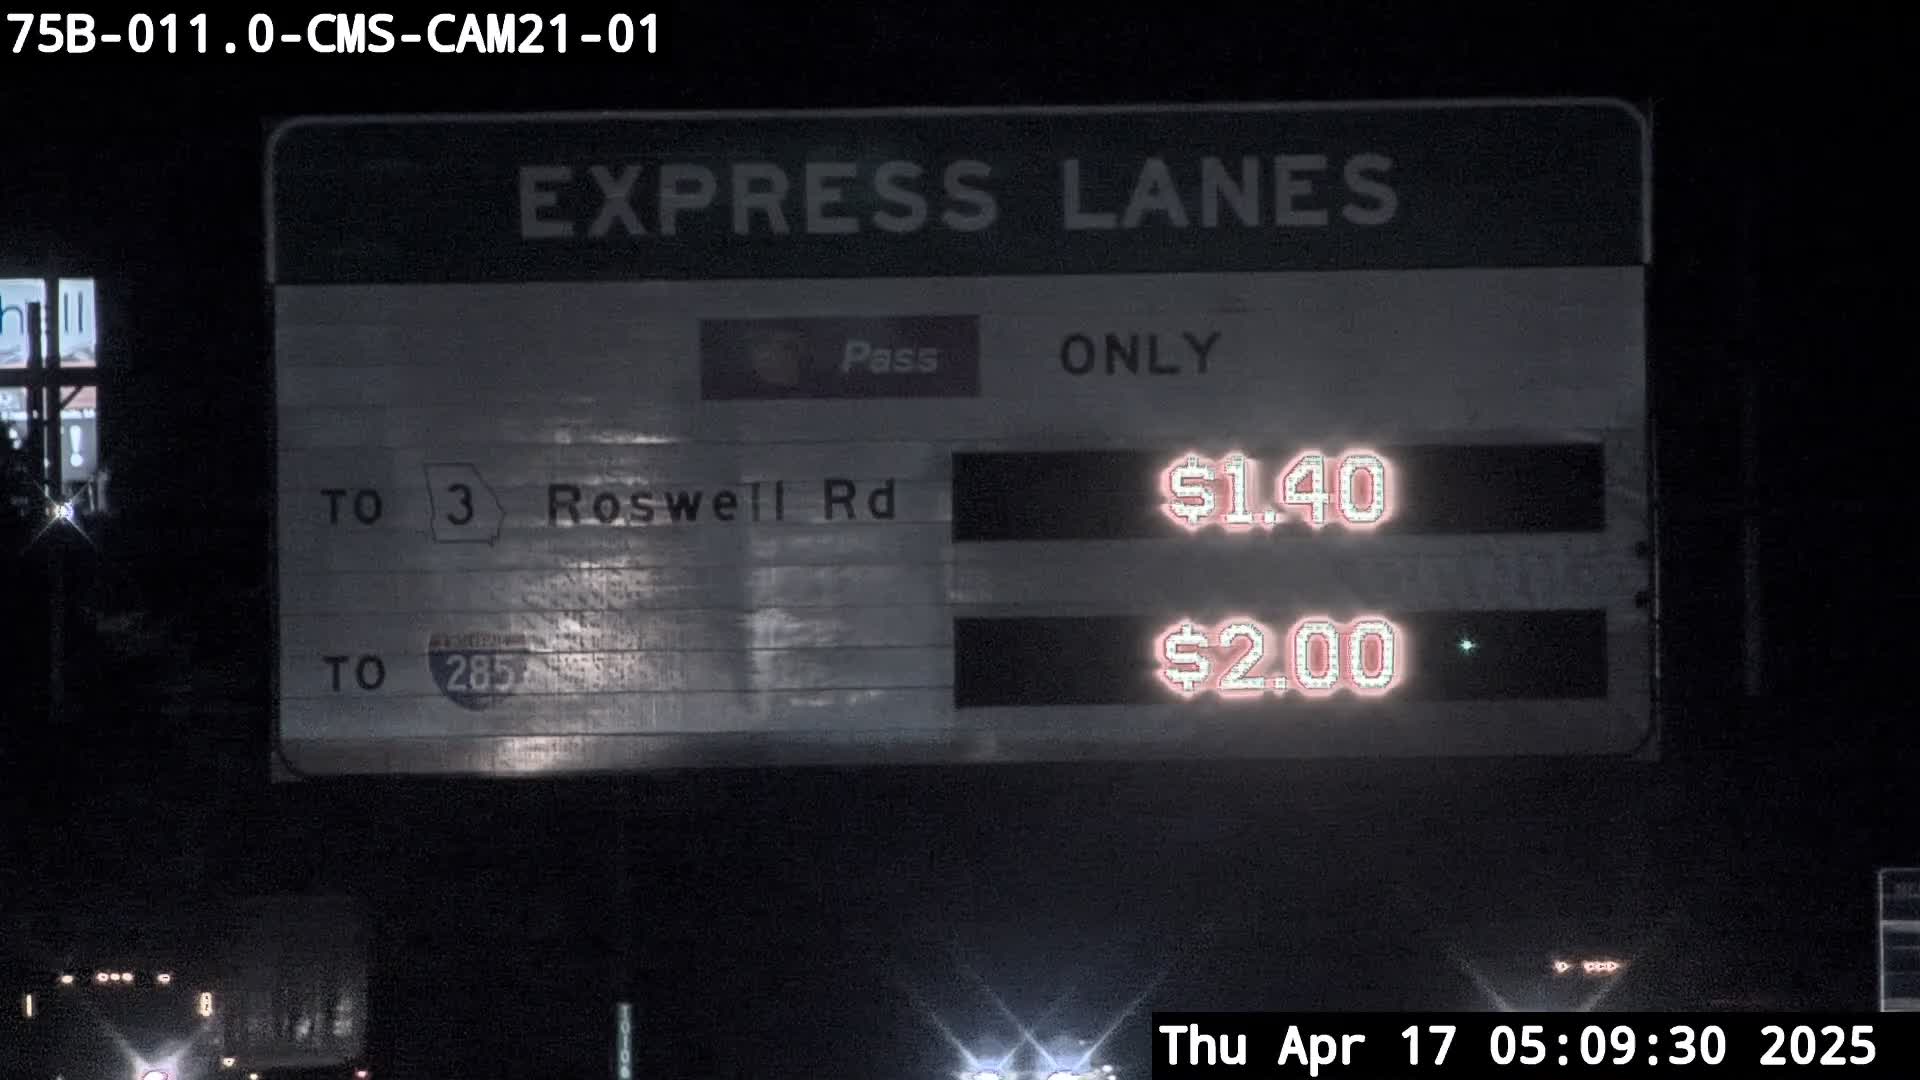 75B-011.0-CMS-CAM21-01
EXPRESS LANES
Pass ONLY
TO 3 Roswell Rd $1.40
TO 285 $2.00
Thu Apr 17 05:09:30 2025